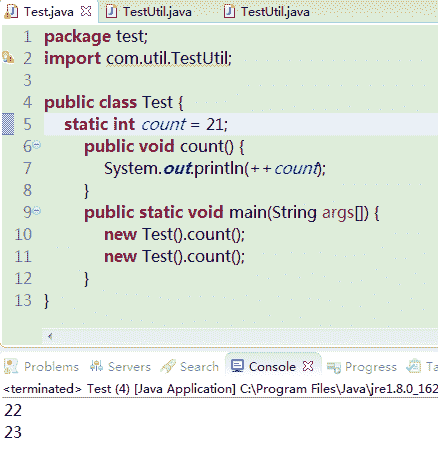 Test.java TestUtil.java TestUtil.java
1 package test;
2 import com.util.TestUtil;
3
4 public class Test {
5 static int count = 21;
6 public void count() {
7 System.out.println(++count);
8 }
9 public static void main(String args[]) {
10 new Test().count();
11 new Test().count();
12 }
13 }
Problems Servers Search Console Progress Ta
<terminated> Test (4) [Java Application] C:\Program Files\Java\jre1.8.0_162
22
23